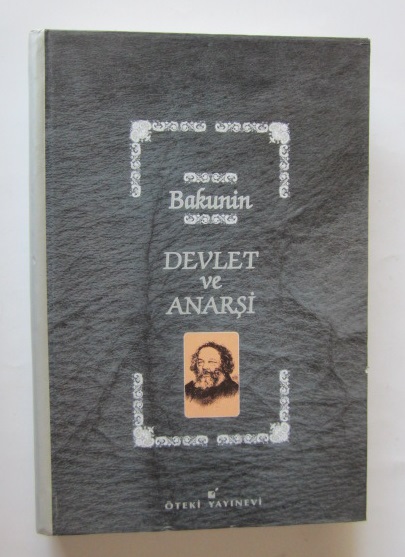 Bakunin
DEVLET
ve
ANARŞİ
ÖTEKİ YAYINEVİ